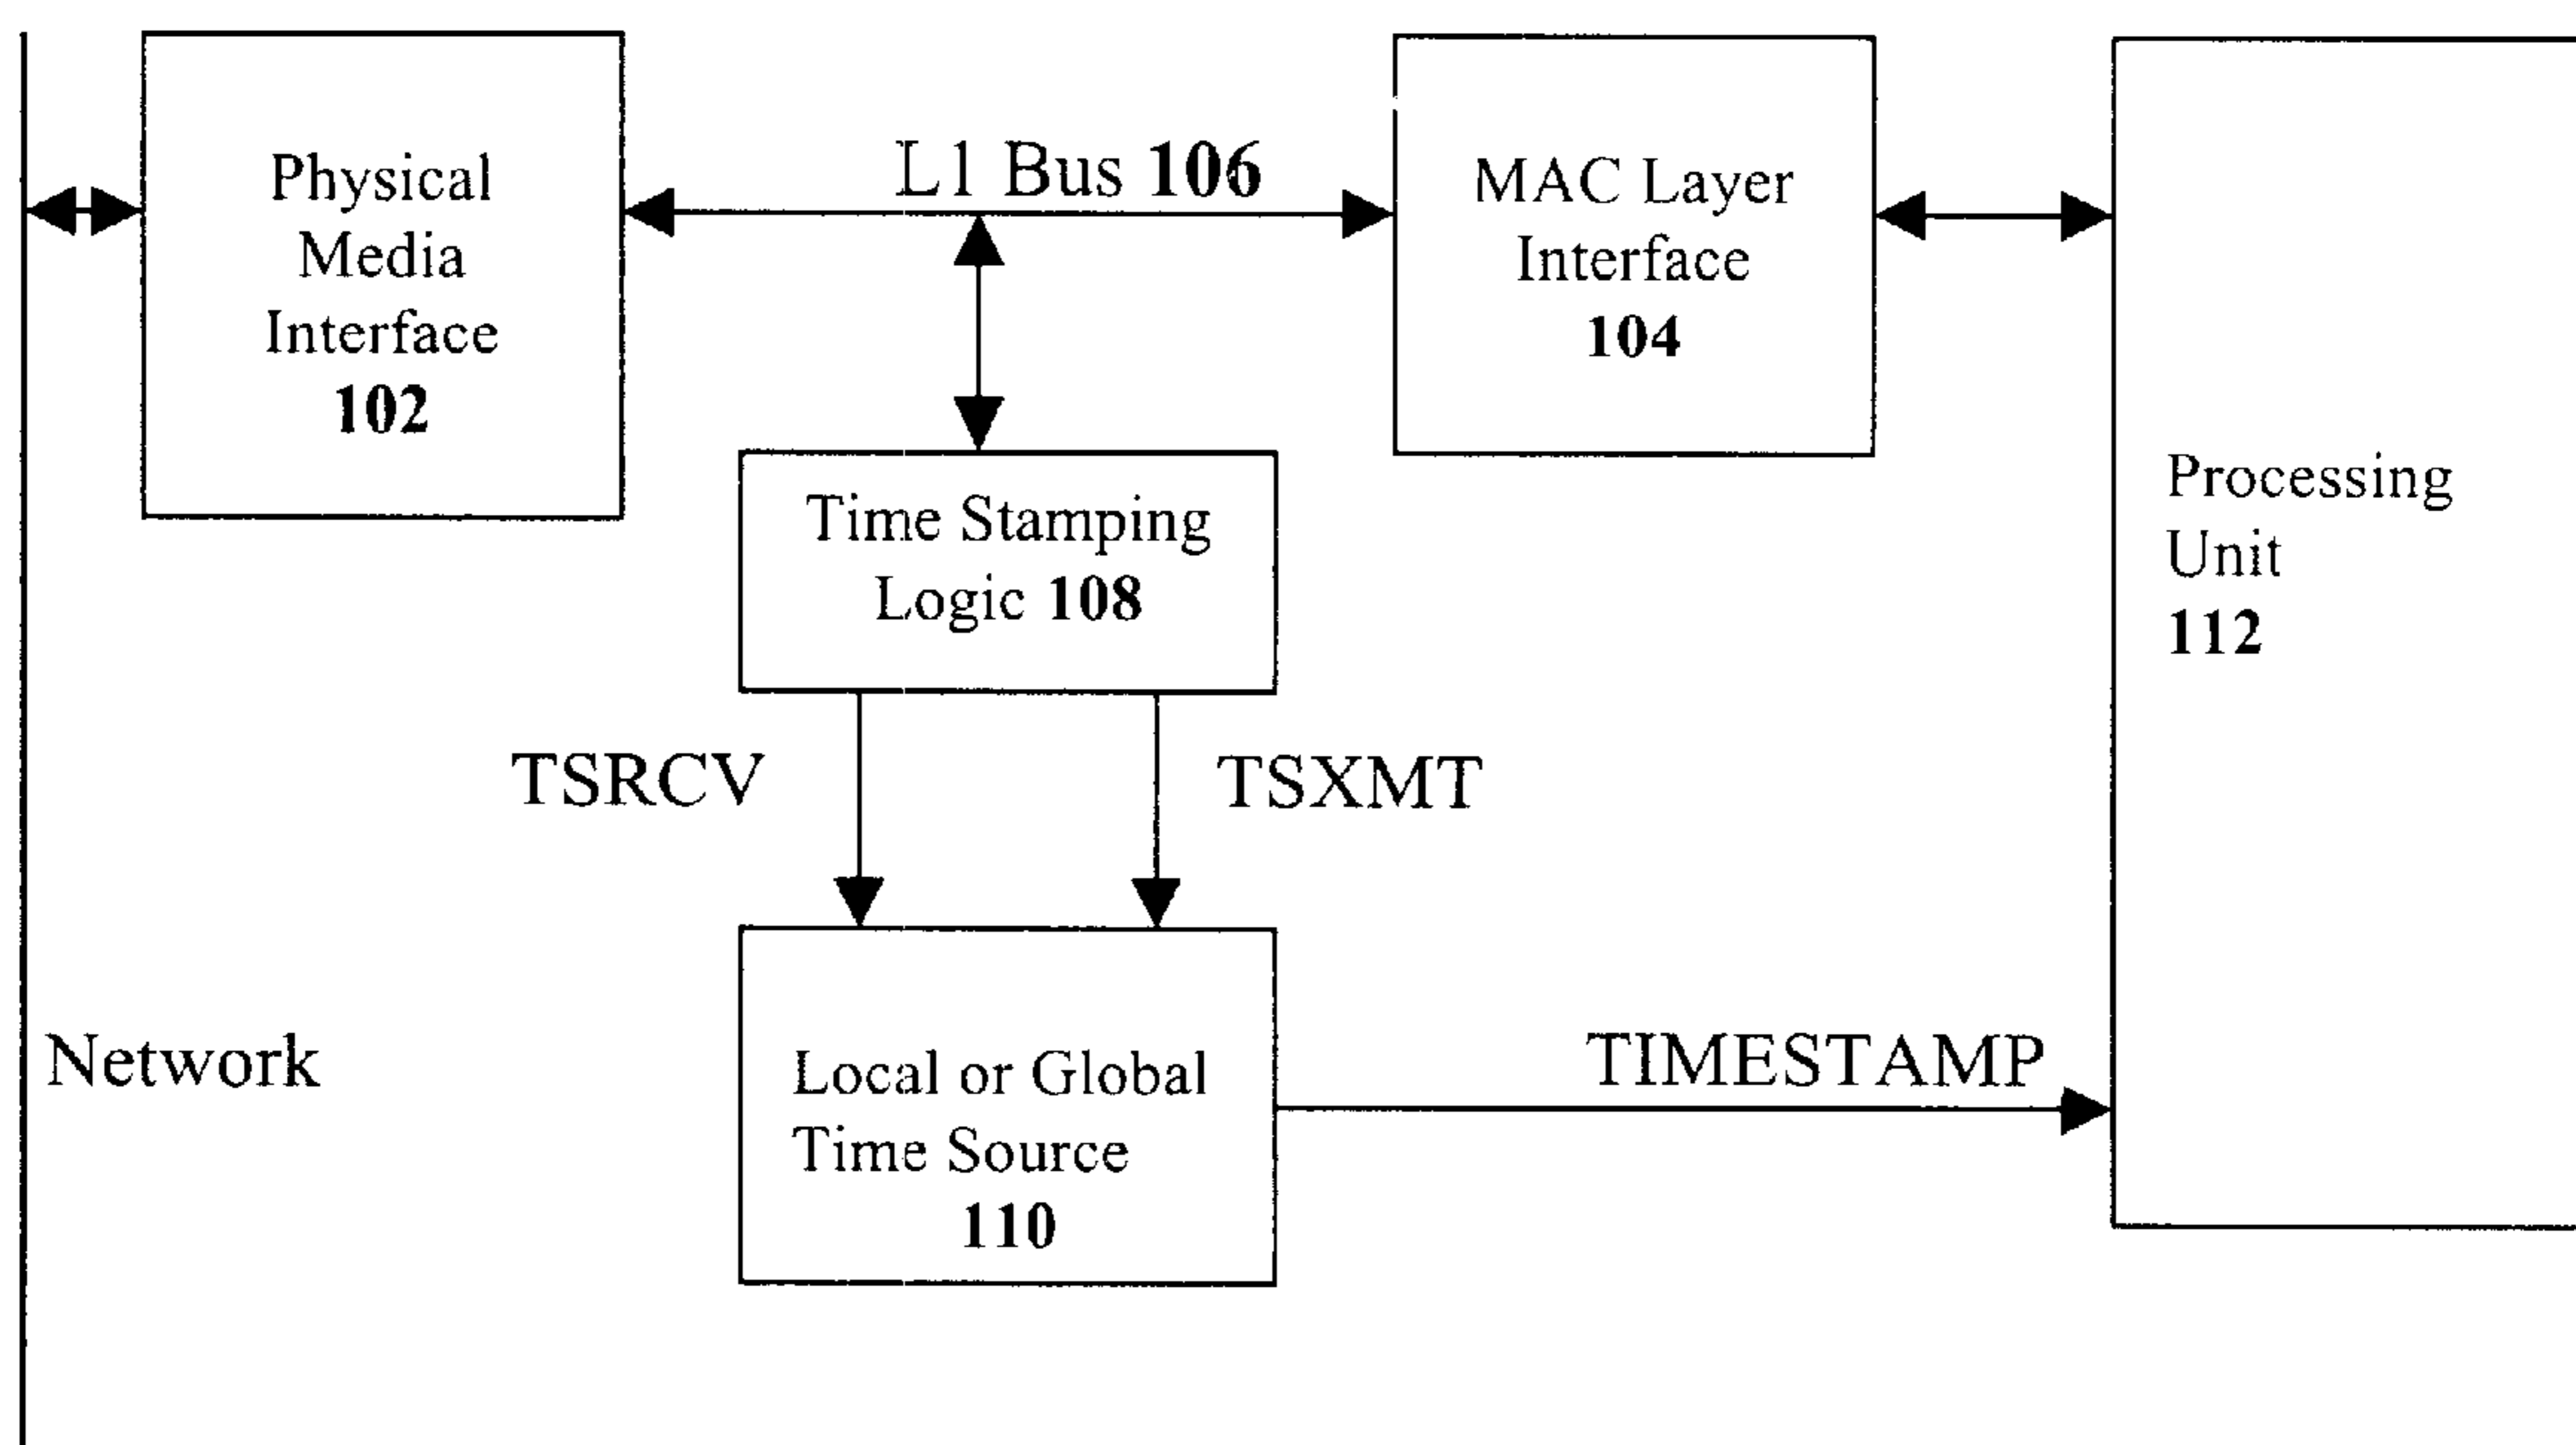 Physical
Media
Interface
102
L1 Bus 106
MAC Layer
Interface
104
Processing
Unit
112
Time Stamping
Logic 108
TSRCV
TSXMT
Network
Local or Global
Time Source
110
TIMESTAMP